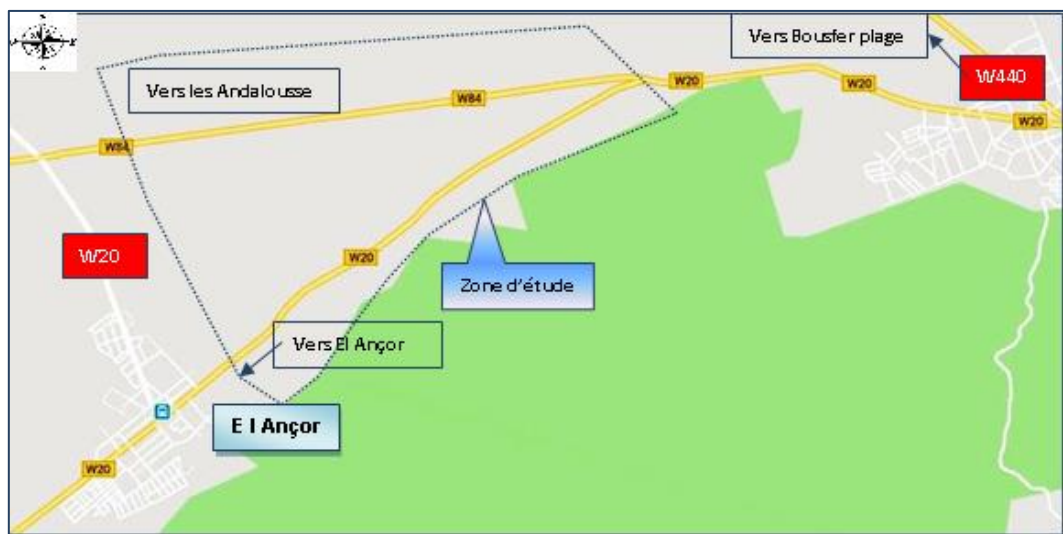 Vers Bousfer plage
W440
Vers les Andalousse
W20
W20
W84
W20
W84
W20
W20
Zone d'étude
Vers El Ançor
E l Ançor
W20